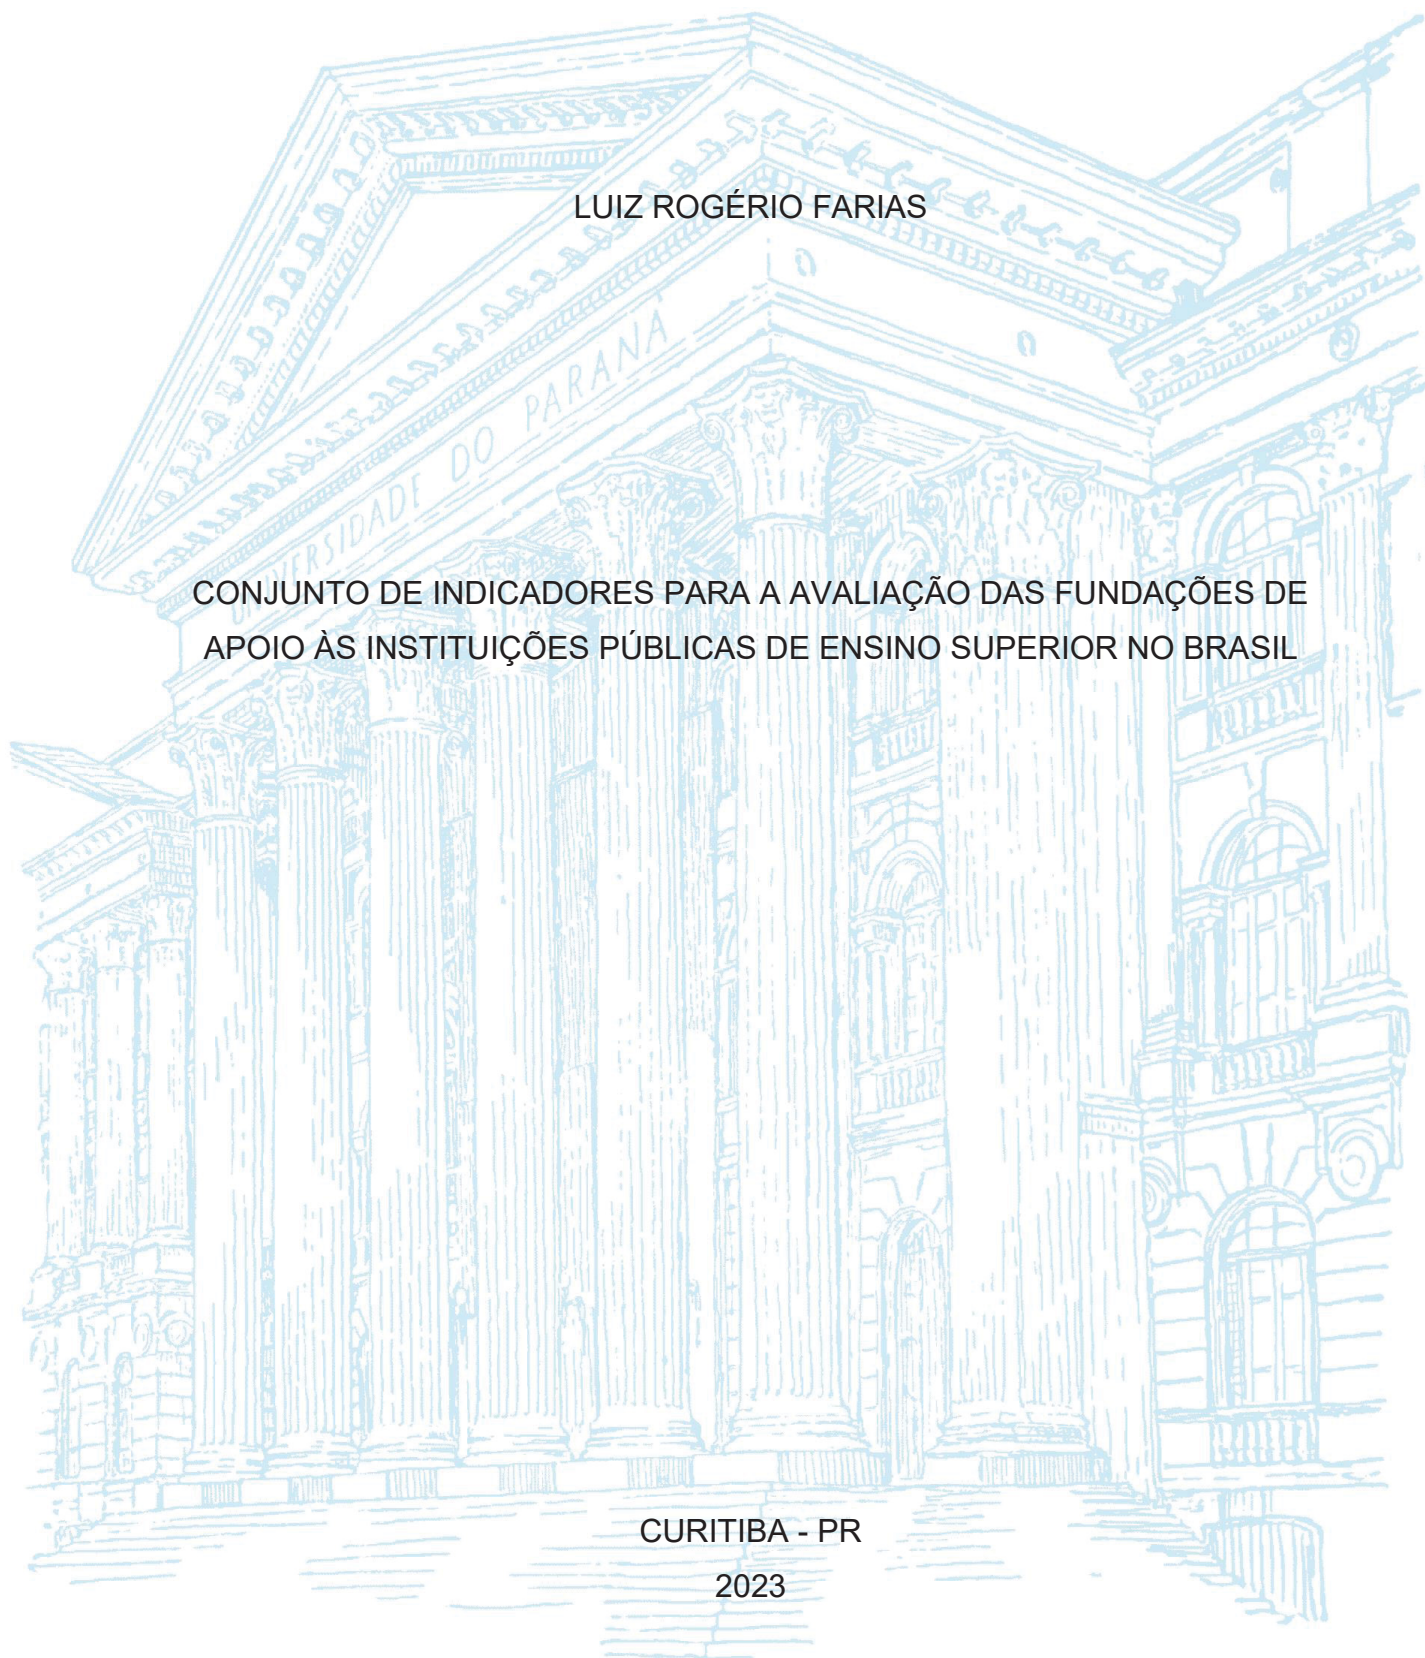 LUIZ ROGÉRIO FARIAS
UNIVERSIDADE DO PARANÁ
CONJUNTO DE INDICADORES PARA A AVALIAÇÃO DAS FUNDAÇÕES DE
APOIO ÀS INSTITUIÇÕES PÚBLICAS DE ENSINO SUPERIOR NO BRASIL
CURITIBA - PR
2023